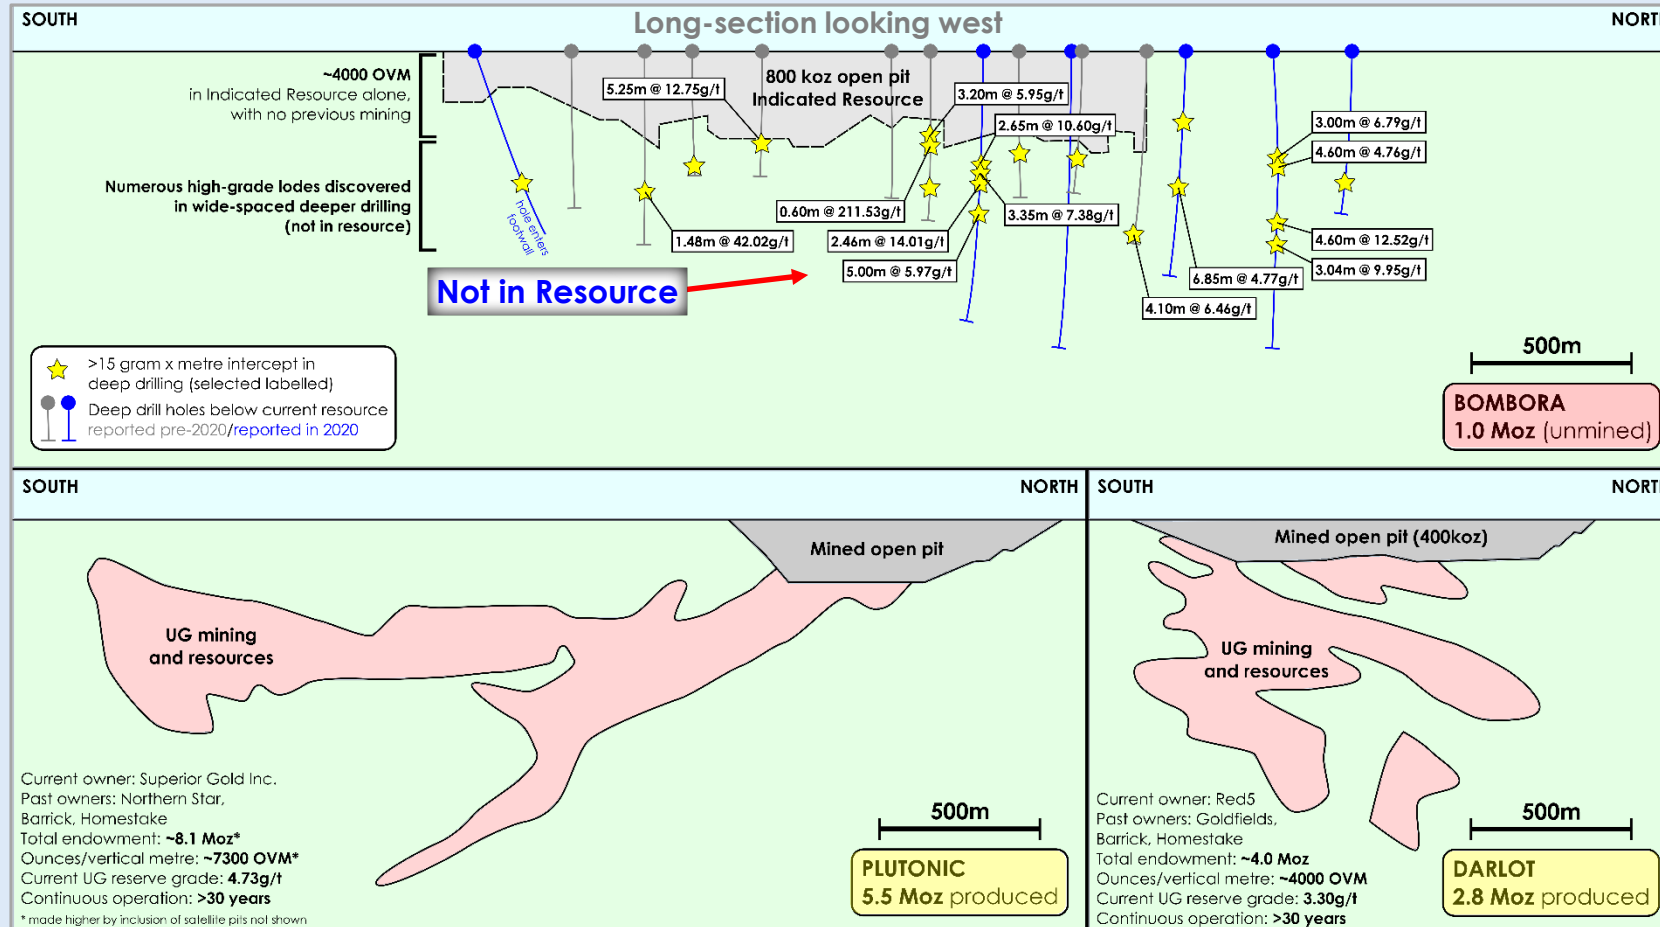 SOUTH
Long-section looking west
NORTH
~4000 OVM
in Indicated Resource alone,
with no previous mining
800 koz open pit
Indicated Resource
5.25m @ 12.75g/t
3.20m @ 5.95g/t
2.65m @ 10.60g/t
3.00m @ 6.79g/t
4.60m @ 4.76g/t
Numerous high-grade lodes discovered
in wide-spaced deeper drilling
(not in resource)
hole enters
footwall
0.60m @ 211.53g/t
3.35m @ 7.38g/t
1.48m @ 42.02g/t
2.46m @ 14.01g/t
4.60m @ 12.52g/t
5.00m @ 5.97g/t
3.04m @ 9.95g/t
6.85m @ 4.77g/t
4.10m @ 6.46g/t
Not in Resource
>15 gram x metre intercept in
deep drilling (selected labelled)
Deep drill holes below current resource
reported pre-2020/reported in 2020
500m
BOMBORA
1.0 Moz (unmined)
SOUTH
NORTH
Mined open pit
UG mining
and resources
Current owner: Superior Gold Inc.
Past owners: Northern Star,
Barrick, Homestake
Total endowment: ~8.1 Moz*
Ounces/vertical metre: ~7300 OVM*
Current UG reserve grade: 4.73g/t
Continuous operation: >30 years
* made higher by inclusion of satellite pits not shown
500m
PLUTONIC
5.5 Moz produced
SOUTH
NORTH
Mined open pit (400koz)
UG mining
and resources
Current owner: Red5
Past owners: Goldfields,
Barrick, Homestake
Total endowment: ~4.0 Moz
Ounces/vertical metre: ~4000 OVM
Current UG reserve grade: 3.30g/t
Continuous operation: >30 years
500m
DARLOT
2.8 Moz produced